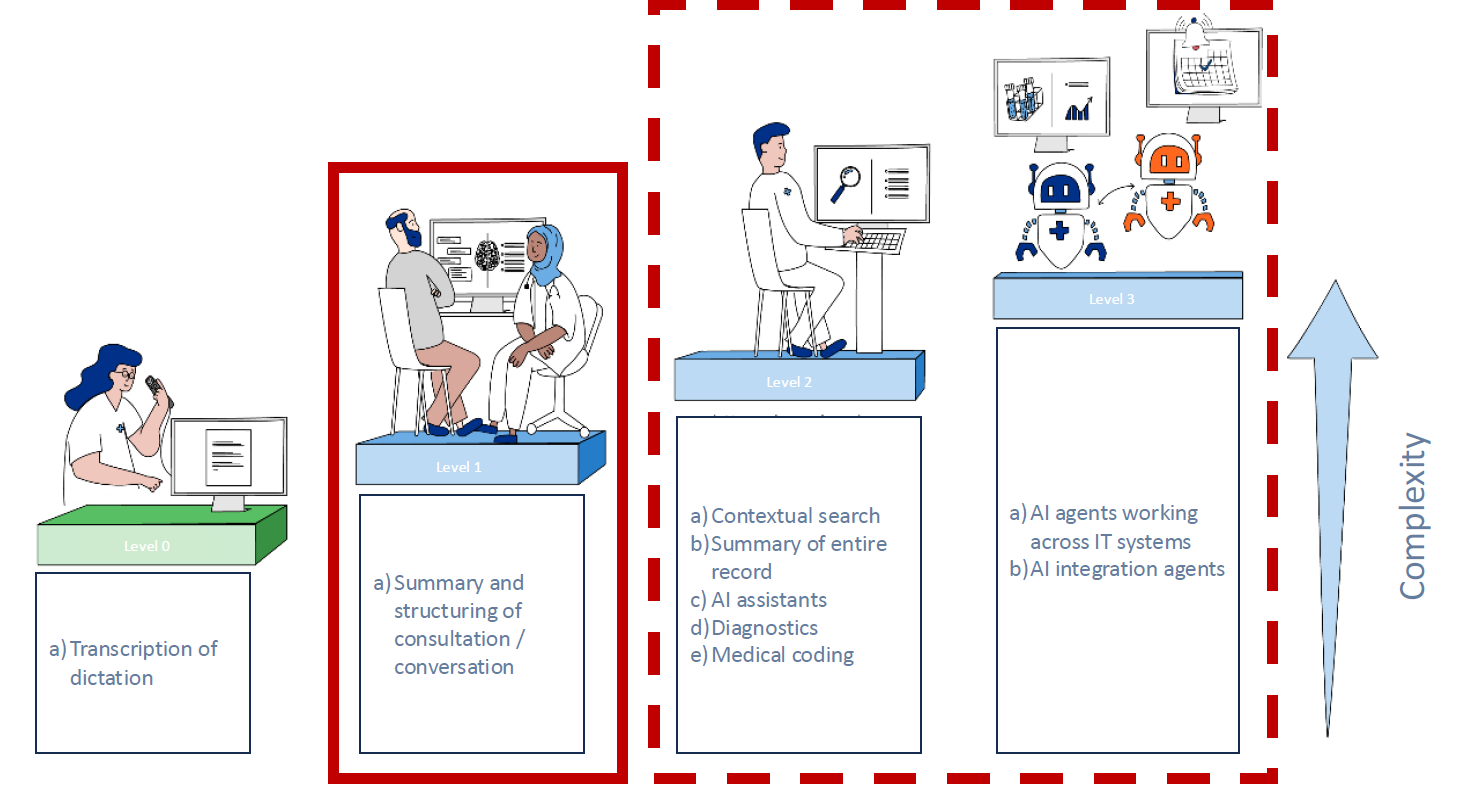 Level 0
a) Transcription of
dictation
Level 1
a) Summary and
structuring of
consultation /
conversation
Level 2
a) Contextual search
b) Summary of entire
record
c) AI assistants
d) Diagnostics
e) Medical coding
Level 3
a) AI agents working
across IT systems
b) AI integration agents
Complexity